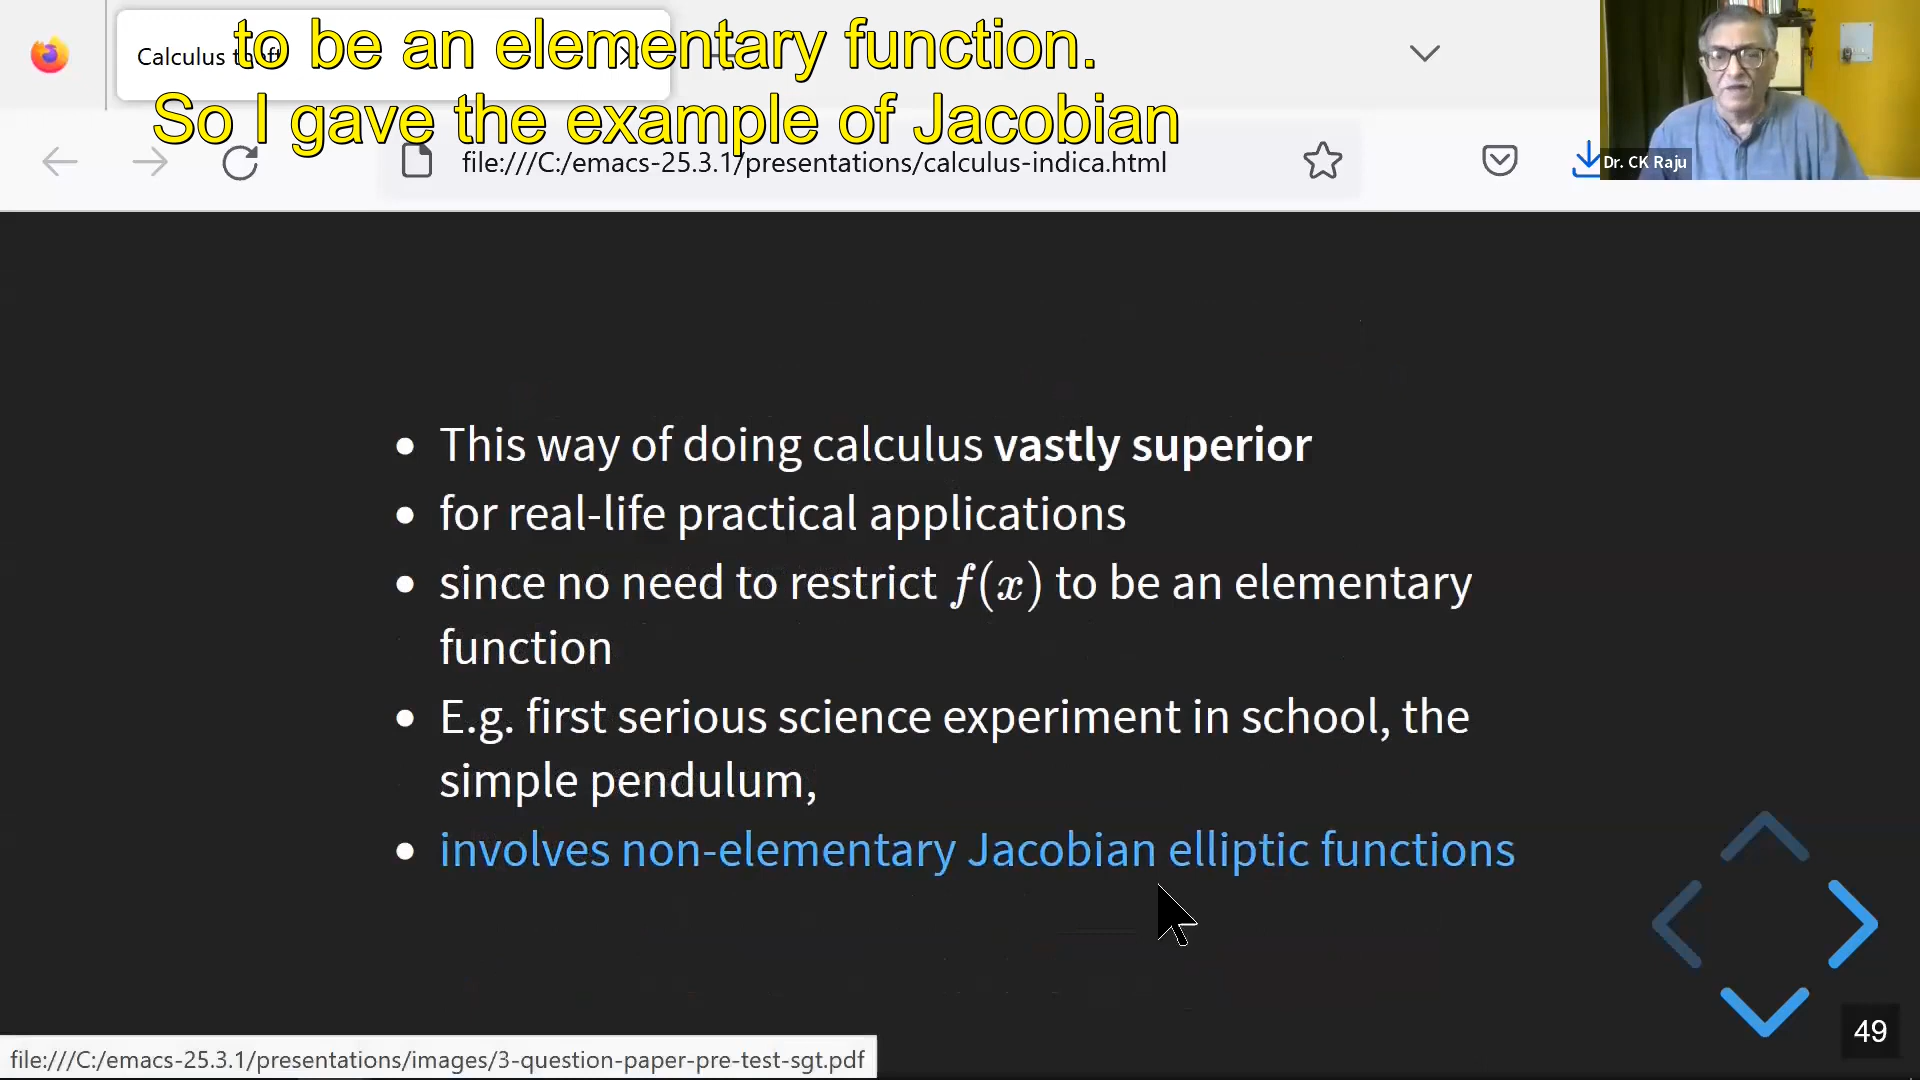 to be an elementary function.
So I gave the example of Jacobian
Calculus
file:///C:/emacs-25.3.1/presentations/calculus-indica.html
Dr. CK Raju
This way of doing calculus vastly superior
for real-life practical applications
since no need to restrict f(x) to be an elementary
function
E.g. first serious science experiment in school, the
simple pendulum,
involves non-elementary Jacobian elliptic functions
49
file:///C:/emacs-25.3.1/presentations/images/3-question-paper-pre-test-sgt.pdf